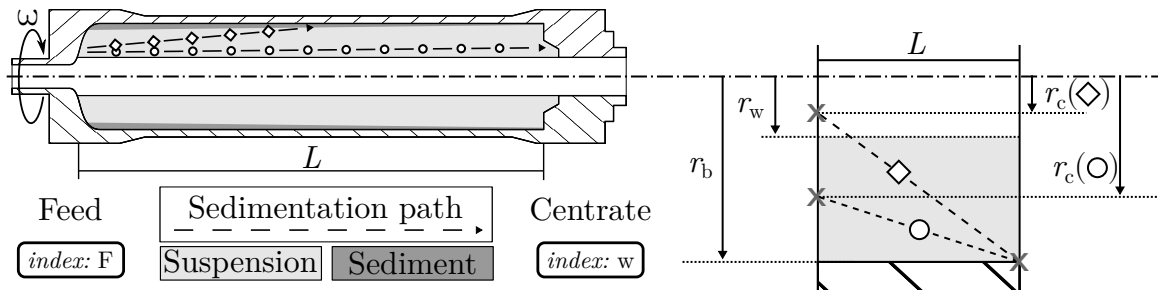 ω
L
Feed
Sedimentation path
Centrate
index: F
Suspension
Sediment
index: w
L
r_w
r_c(◇)
r_b
r_c(○)